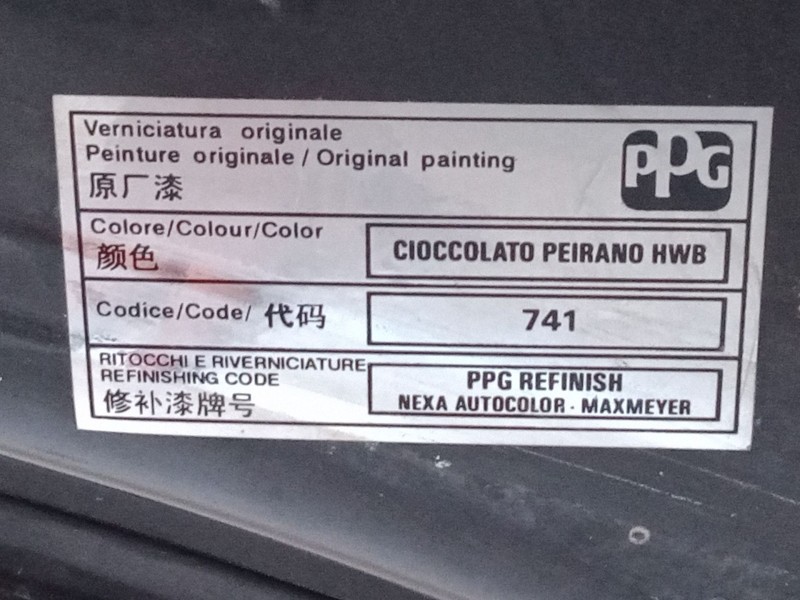 Verniciatura originale
Peinture originale / Original painting
原厂漆
PPG
Colore/Colour/Color
颜色
CIOCCOLATO PEIRANO HWB
Codice/Code/ 代码
741
RITOCCHI E RIVERNICIATURE
REFINISHING CODE
修补漆牌号
PPG REFINISH
NEXA AUTOCOLOR - MAXMEYER